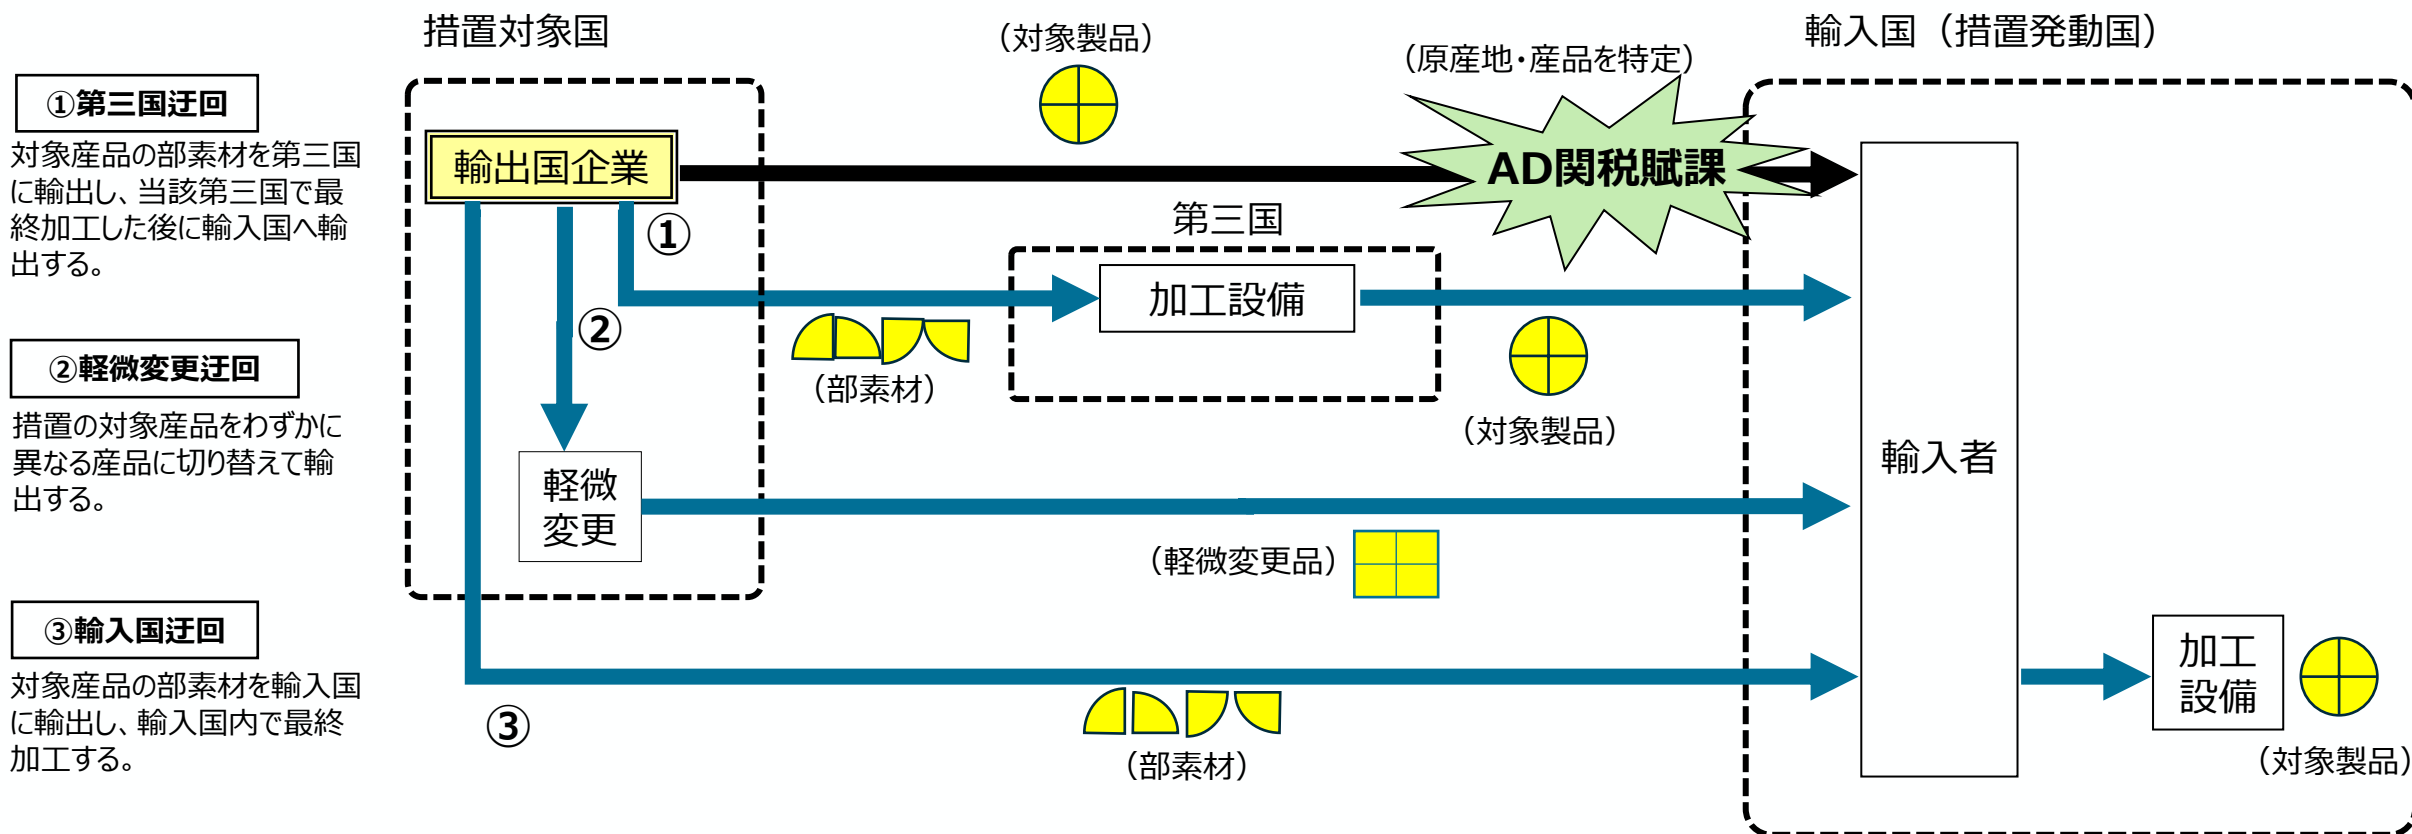 措置対象国
（対象製品）
（原産地・産品を特定）
輸入国（措置発動国）
①第三国迂回
対象産品の部素材を第三国
に輸出し、当該第三国で最
終加工した後に輸入国へ輸
出する。
②軽微変更迂回
措置の対象産品をわずかに
異なる産品に切り替えて輸
出する。
③輸入国迂回
対象産品の部素材を輸入国
に輸出し、輸入国内で最終
加工する。
輸出国企業
AD関税賦課
①
第三国
加工設備
②
（部素材）
（対象製品）
軽微
変更
（軽微変更品）
輸入者
③
（部素材）
加工
設備
（対象製品）